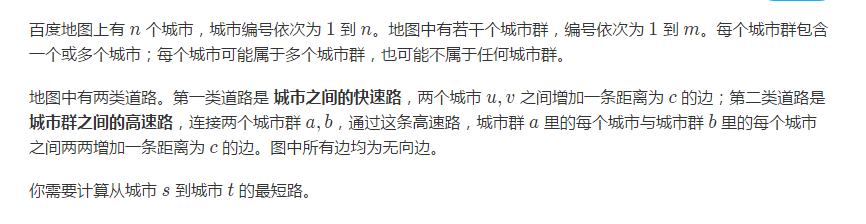 百度地图上有 n 个城市，城市编号依次为 1 到 n。地图中有若干个城市群，编号依次为 1 到 m。每个城市群包含
一个或多个城市；每个城市可能属于多个城市群，也可能不属于任何城市群。
地图中有两类道路。第一类道路是 城市之间的快速路，两个城市 u, v 之间增加一条距离为 c 的边；第二类道路是
城市群之间的高速路，连接两个城市群 a, b，通过这条高速路，城市群 a 里的每个城市与城市群 b 里的每个城市
之间两两增加一条距离为 c 的边。图中所有边均为无向边。
你需要计算从城市 s 到城市 t 的最短路。